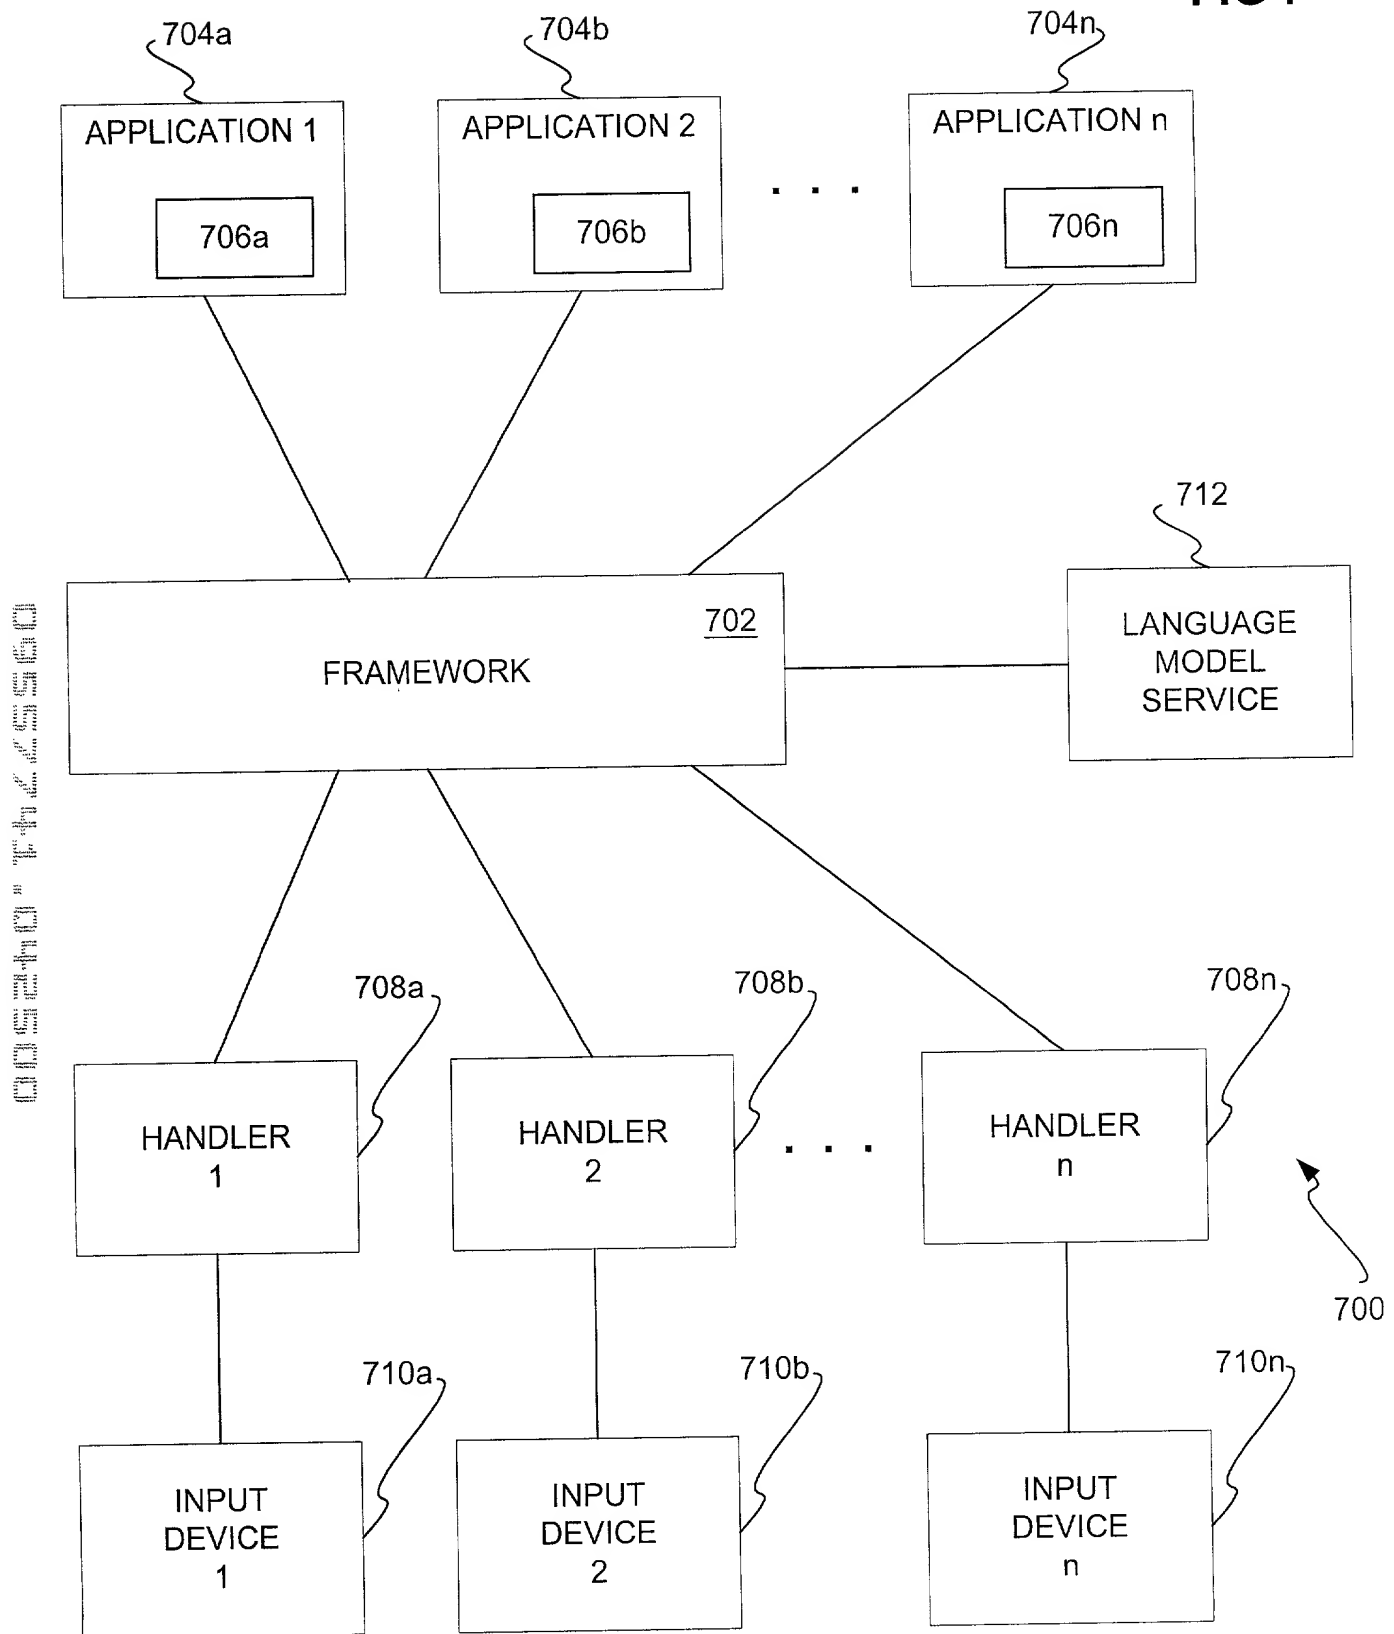 704a
704b
704n
APPLICATION 1
APPLICATION 2
APPLICATION n
. . .
706a
706b
706n
712
702
FRAMEWORK
LANGUAGE
MODEL
SERVICE
708a
708b
708n
HANDLER
1
HANDLER
2
. . .
HANDLER
n
700
710a
710b
710n
INPUT
DEVICE
1
INPUT
DEVICE
2
INPUT
DEVICE
n